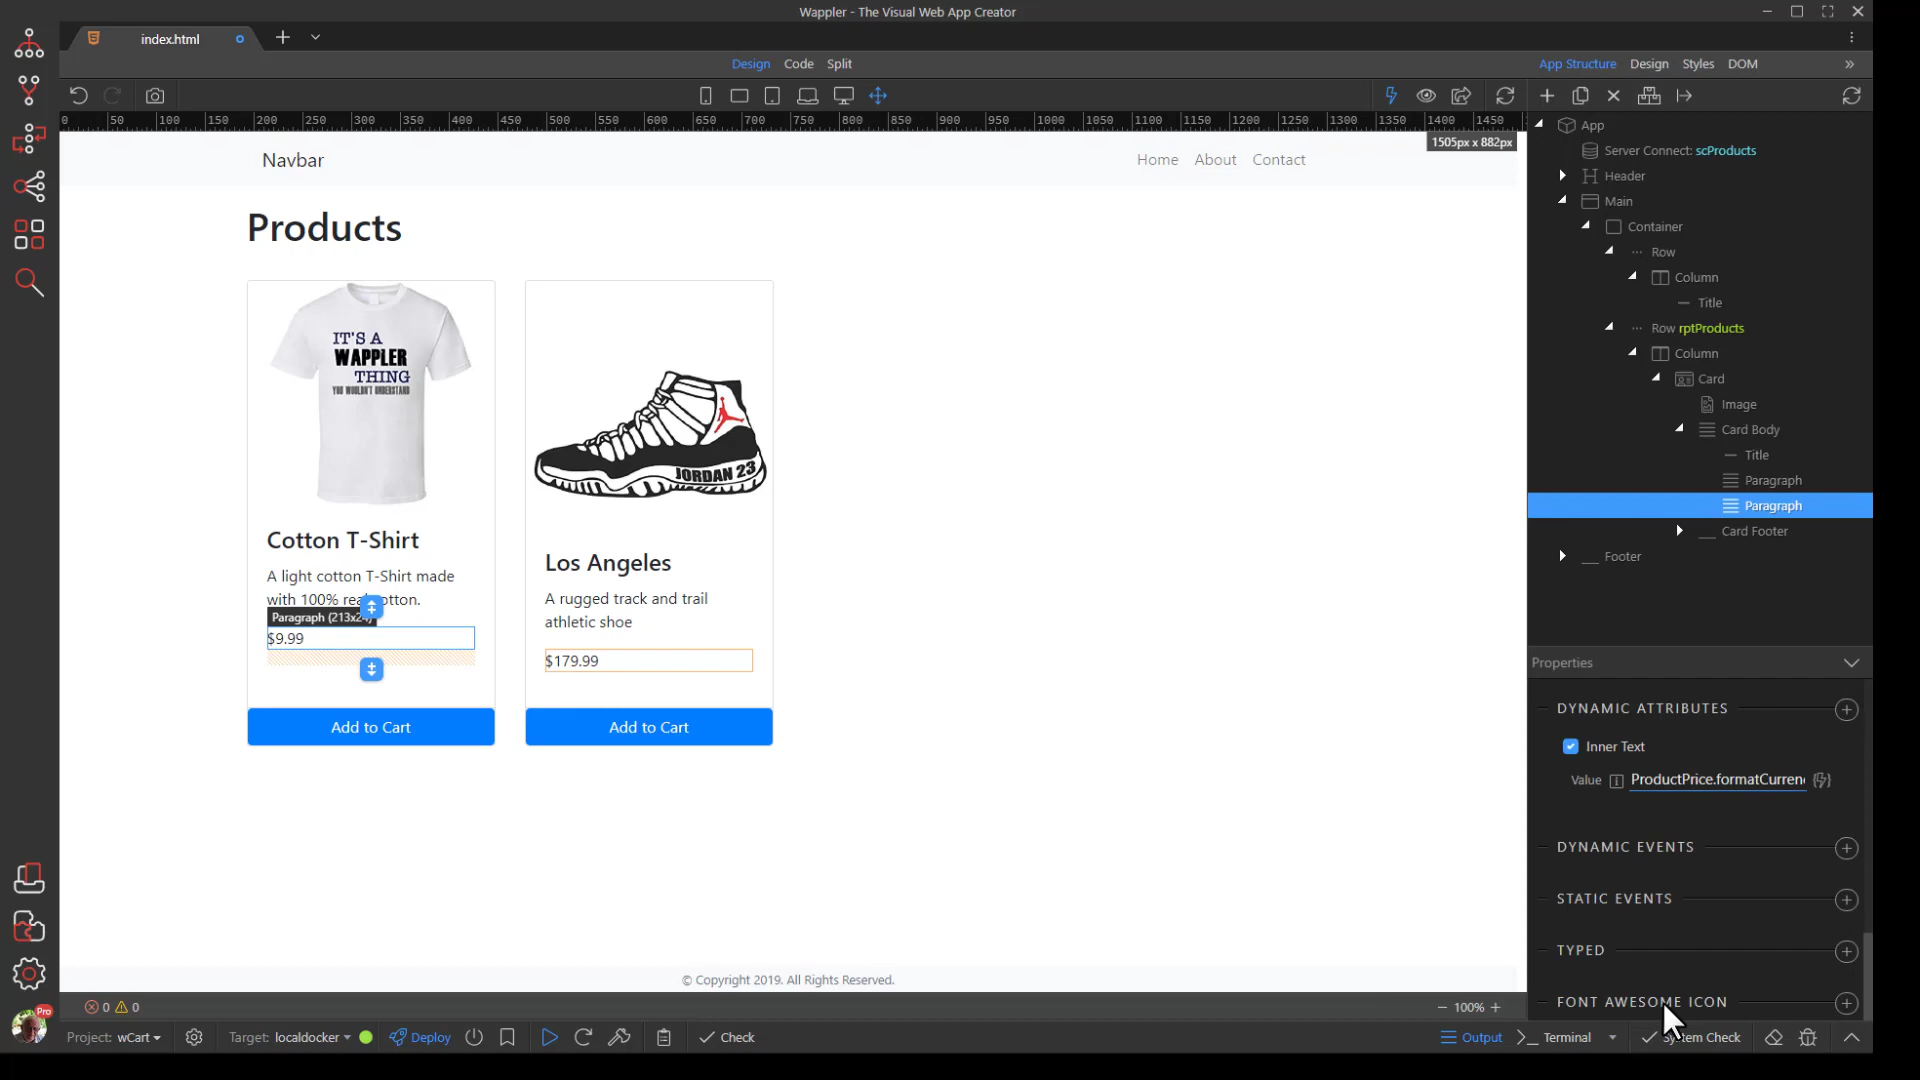 Wappler - The Visual Web App Creator
index.html
Design Code Split
App Structure Design Styles DOM
0 50 100 150 200 250 300 350 400 450 500 550 600 650 700 750 800 850 900 950 1000 1050 1100 1150 1200 1250 1300 1350 1400 1450
1505px x 882px
Navbar
Home About Contact
Products
IT'S A
WAPPLER
THING
YOU WOULDN'T UNDERSTAND
JORDAN 23
Cotton T-Shirt
A light cotton T-Shirt made
with 100% real cotton.
Paragraph (213x24)
$9.99
Add to Cart
Los Angeles
A rugged track and trail
athletic shoe
$179.99
Add to Cart
© Copyright 2019. All Rights Reserved.
App
Server Connect: scProducts
Header
Main
Container
Row
Column
Title
Row rptProducts
Column
Card
Image
Card Body
Title
Paragraph
Paragraph
Card Footer
Footer
Properties
DYNAMIC ATTRIBUTES
Inner Text
Value ProductPrice.formatCurren
DYNAMIC EVENTS
STATIC EVENTS
TYPED
FONT AWESOME ICON
0 0
100%
Pro
Project: wCart
Target: localdocker
Deploy
Check
Output
Terminal
System Check